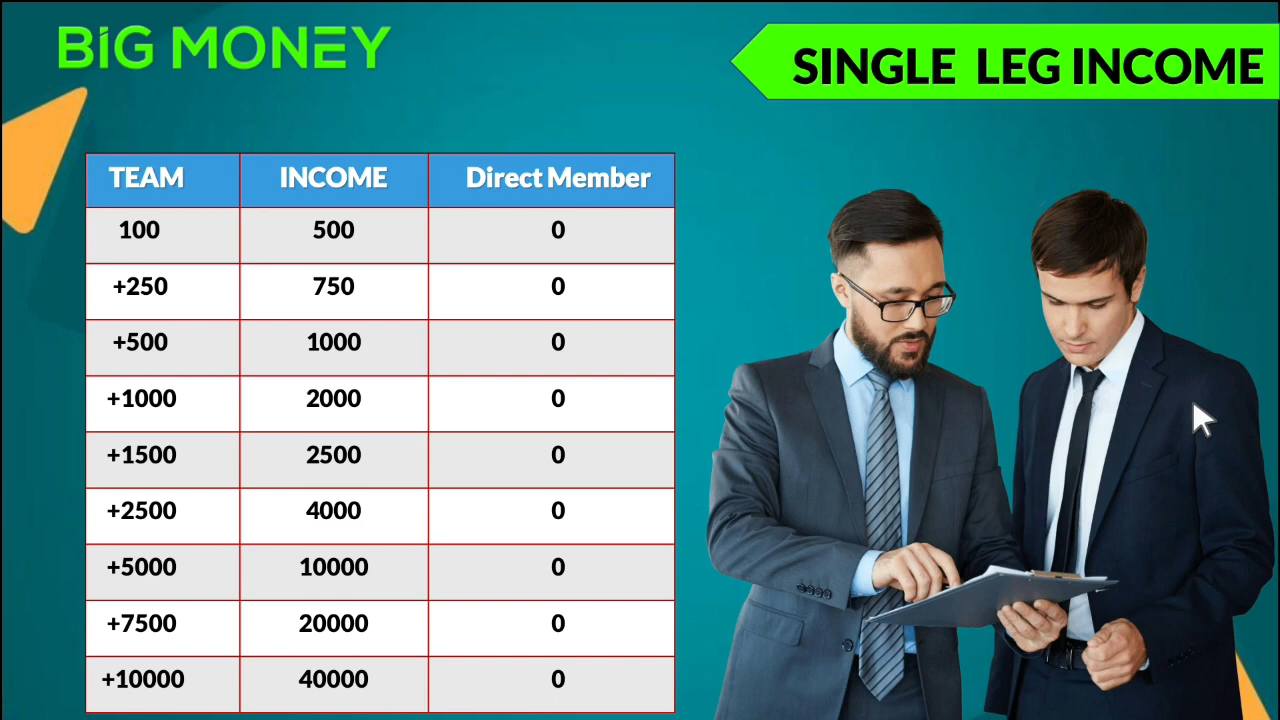 BIG MONEY
SINGLE LEG INCOME
TEAM INCOME Direct Member
100 500 0
+250 750 0
+500 1000 0
+1000 2000 0
+1500 2500 0
+2500 4000 0
+5000 10000 0
+7500 20000 0
+10000 40000 0